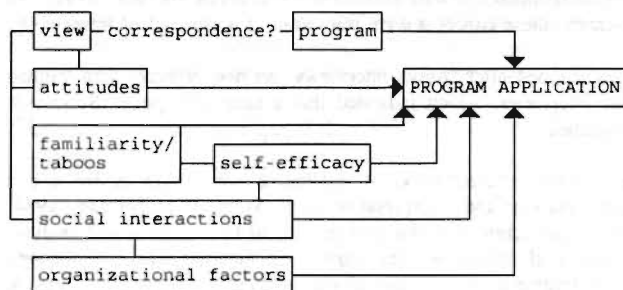 view correspondence? program
attitudes PROGRAM APPLICATION
familiarity/
taboos
self-efficacy
social interactions
organizational factors